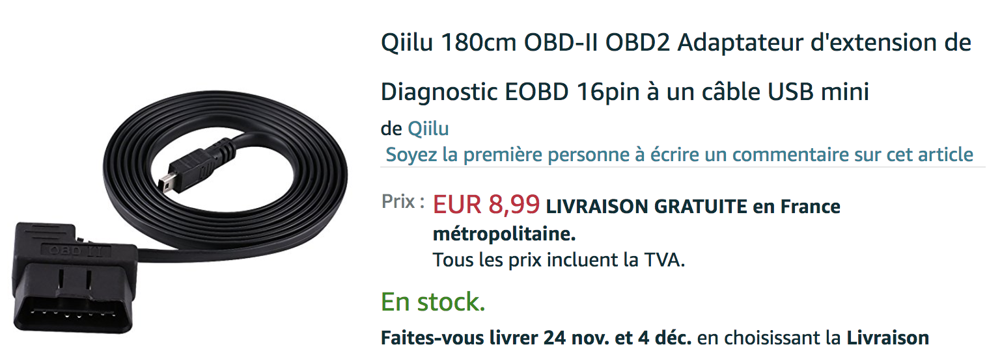 Qiilu 180cm OBD-II OBD2 Adaptateur d'extension de
Diagnostic EOBD 16pin à un câble USB mini
de Qiilu
Soyez la première personne à écrire un commentaire sur cet article
Prix : EUR 8,99 LIVRAISON GRATUITE en France
métropolitaine.
Tous les prix incluent la TVA.
En stock.
Faites-vous livrer 24 nov. et 4 déc. en choisissant la Livraison
OBD II